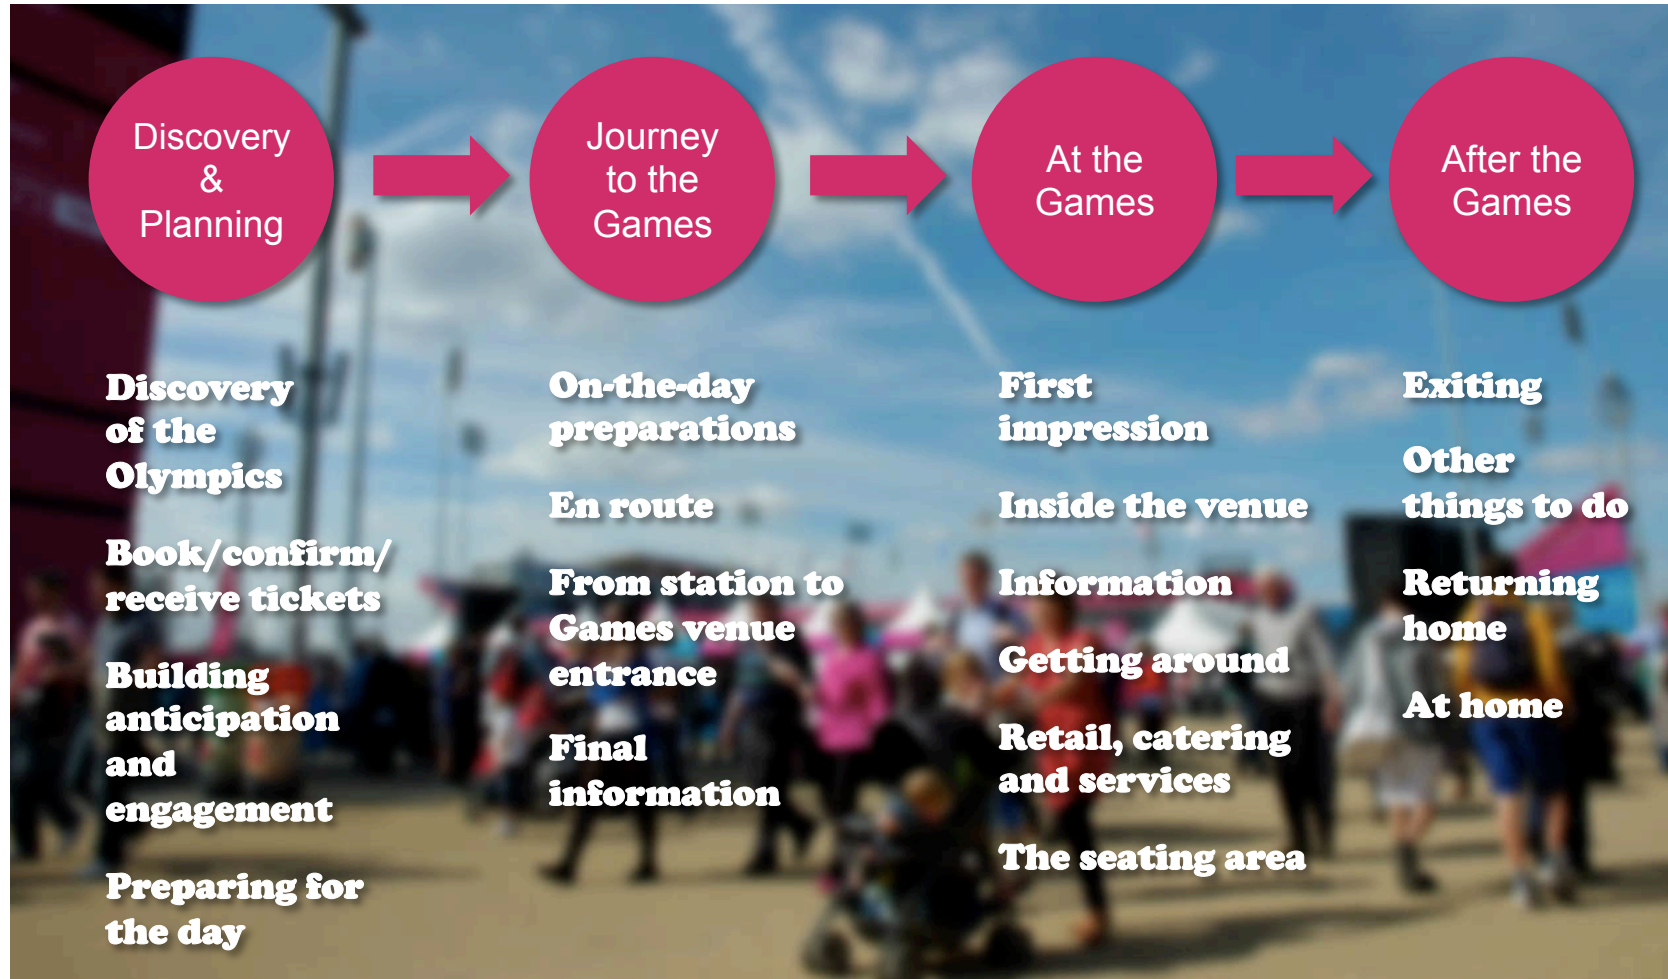 Discovery
&
Planning
Journey
to the
Games
At the
Games
After the
Games
Discovery
of the
Olympics
Book/confirm/
receive tickets
Building
anticipation
and
engagement
Preparing for
the day
On-the-day
preparations
En route
From station to
Games venue
entrance
Final
information
First
impression
Inside the venue
Information
Getting around
Retail, catering
and services
The seating area
Exiting
Other
things to do
Returning
home
At home